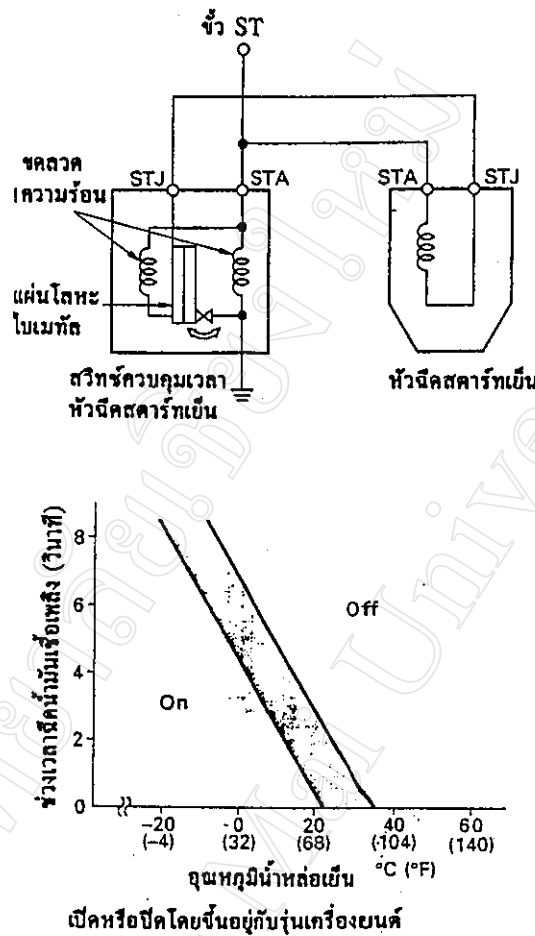 ขั้ว ST
ขดลวด
ความร้อน
STJ
STA
STA
STJ
แผ่นโลหะ
ไบเมทัล
สวิทช์ควบคุมเวลา
หัวฉีดสตาร์ทเย็น
หัวฉีดสตาร์ทเย็น
ช่วงเวลาฉีดน้ำมันเชื้อเพลิง (วินาที)
8
6
4
2
0
On
Off
-20
0
20
40
60
(-4)
(32)
(68)
(104)
(140)
°C (°F)
อุณหภูมิน้ำหล่อเย็น
เปิดหรือปิดโดยขึ้นอยู่กับรุ่นเครื่องยนต์